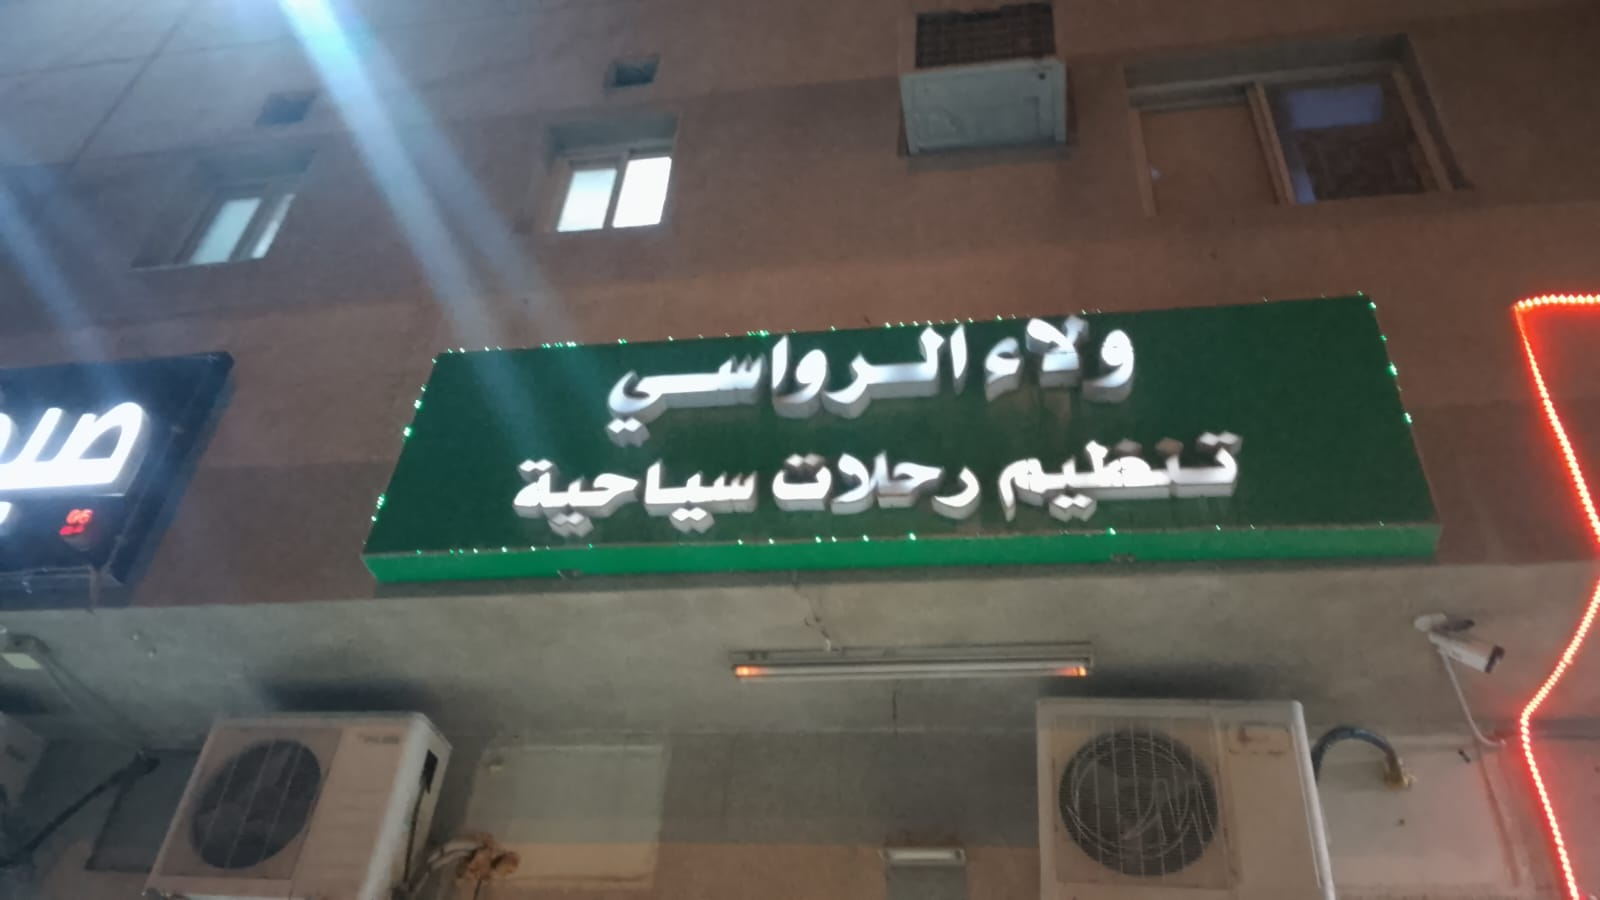 ولاء الرواسي
تنظيم رحلات سياحية